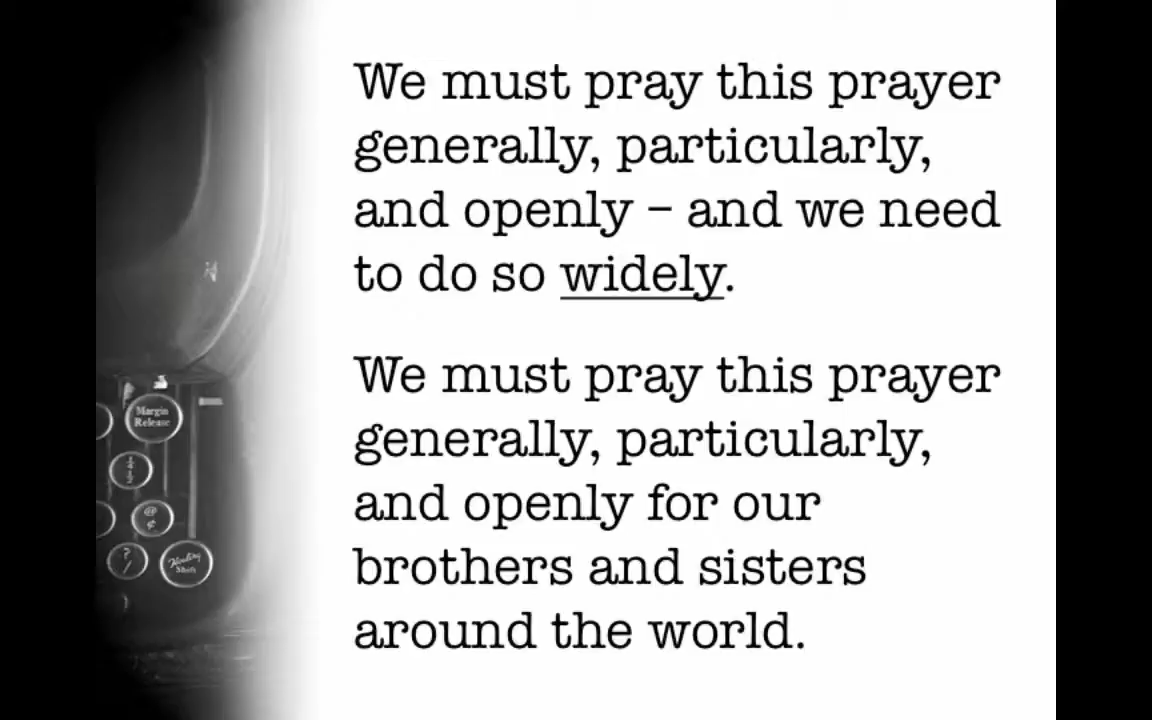 We must pray this prayer
generally, particularly,
and openly – and we need
to do so widely.
We must pray this prayer
generally, particularly,
and openly for our
brothers and sisters
around the world.
Margin
Release
@
¢
?
/
Shift